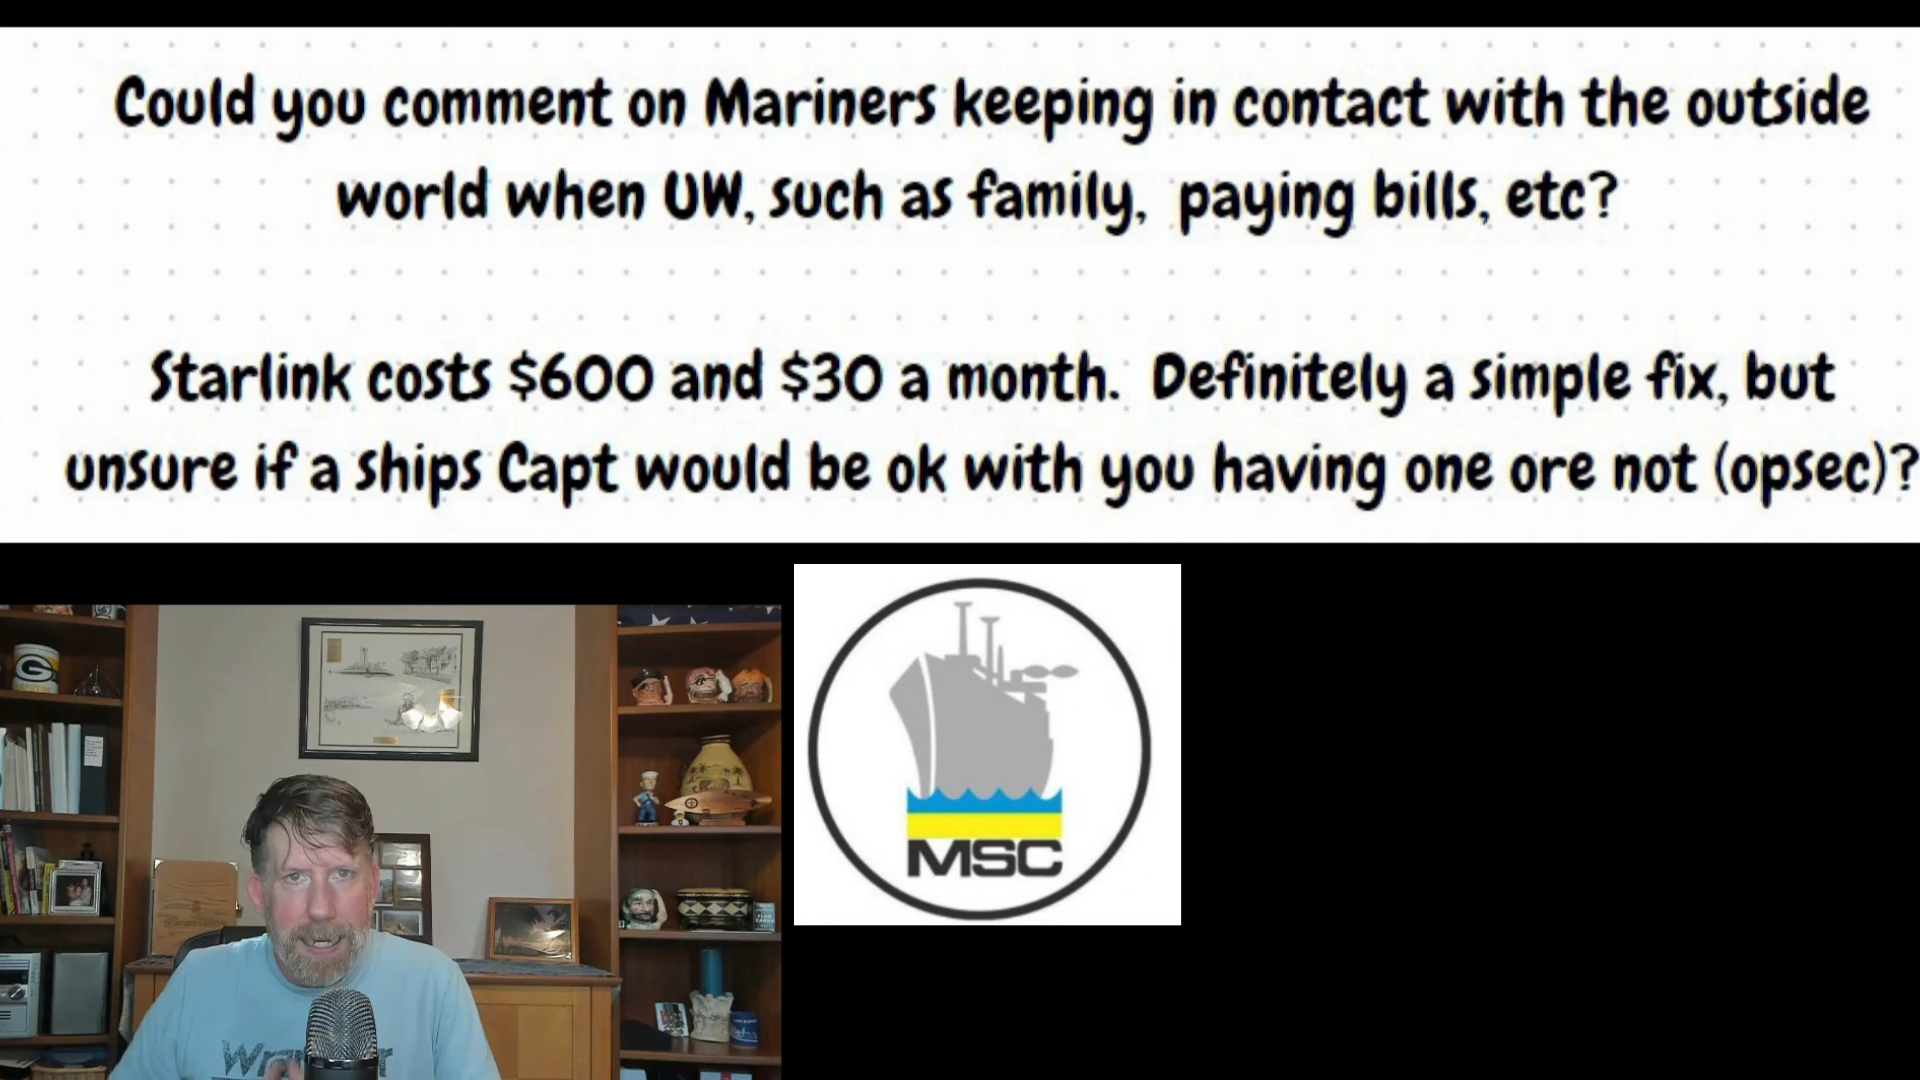 Could you comment on Mariners keeping in contact with the outside
world when UW, such as family, paying bills, etc?
Starlink costs $600 and $30 a month. Definitely a simple fix, but
unsure if a ships Capt would be ok with you having one ore not (opsec)?
MSC
G